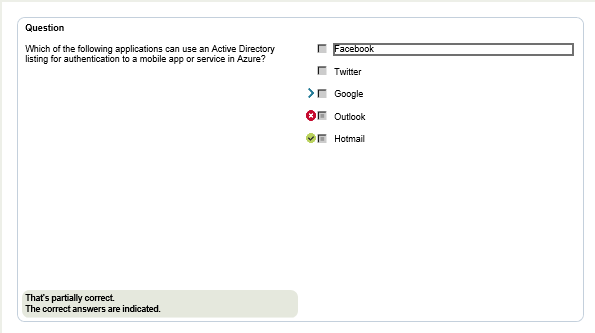 Question
Which of the following applications can use an Active Directory
listing for authentication to a mobile app or service in Azure?
Facebook
Twitter
Google
Outlook
Hotmail
That's partially correct.
The correct answers are indicated.